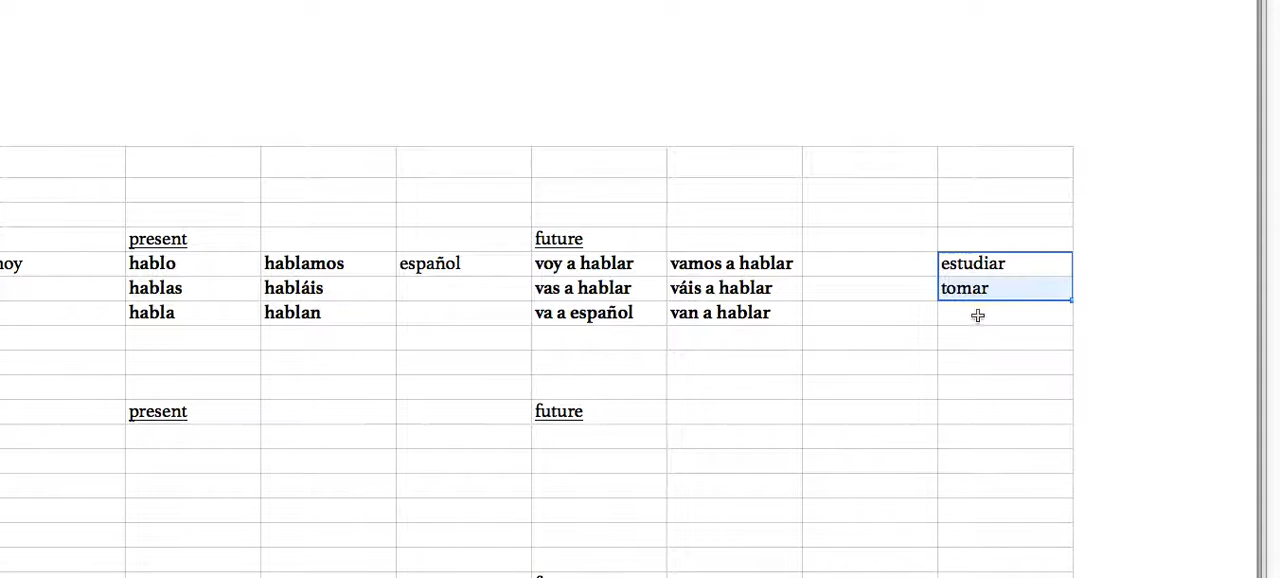 present future
hoy hablo hablamos español voy a hablar vamos a hablar estudiar
hablas habláis vas a hablar váis a hablar tomar
habla hablan va a español van a hablar
present future